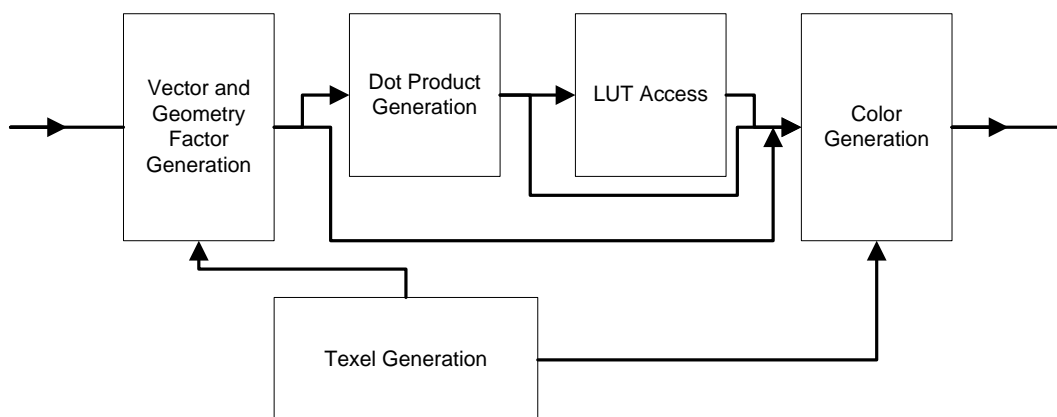 Vector and
Geometry
Factor
Generation
Dot Product
Generation
LUT Access
Color
Generation
Texel Generation